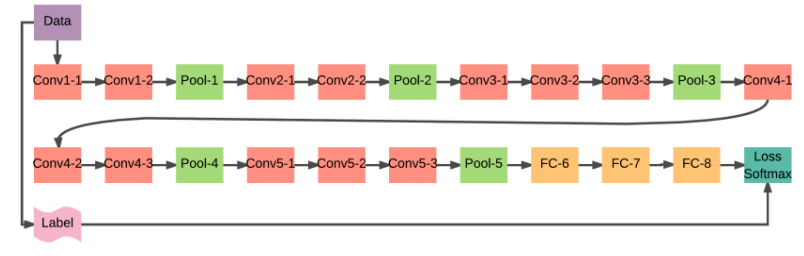 Data
Conv1-1 Conv1-2 Pool-1 Conv2-1 Conv2-2 Pool-2 Conv3-1 Conv3-2 Conv3-3 Pool-3 Conv4-1
Conv4-2 Conv4-3 Pool-4 Conv5-1 Conv5-2 Conv5-3 Pool-5 FC-6 FC-7 FC-8 Loss
Softmax
Label